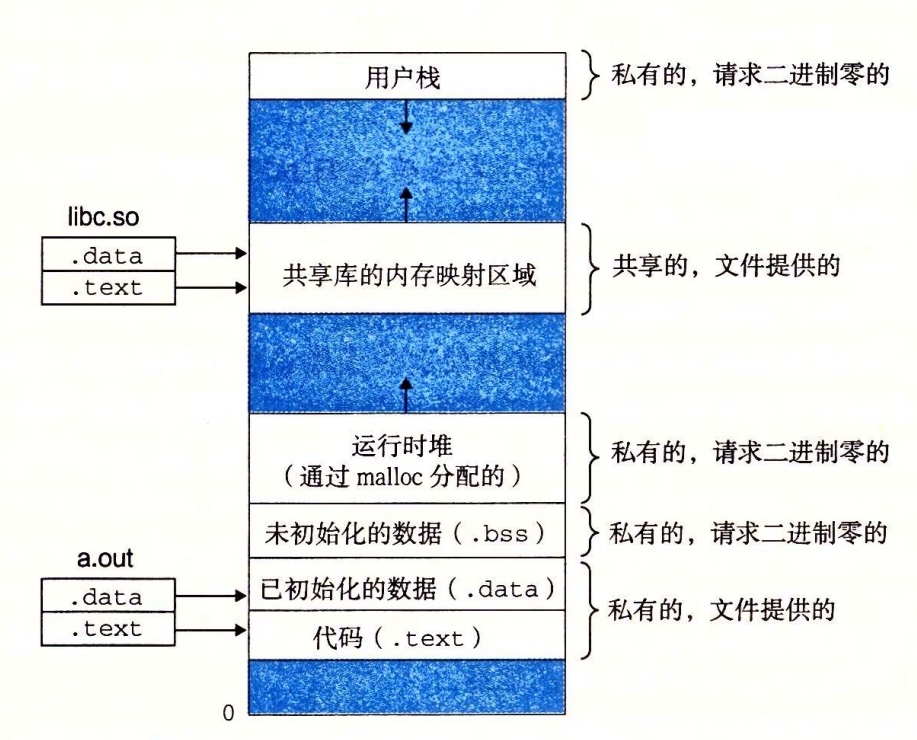 用户栈
私有的，请求二进制零的
libc.so
.data
.text
共享库的内存映射区域
共享的，文件提供的
运行时堆
（通过 malloc 分配的）
私有的，请求二进制零的
未初始化的数据（.bss）
私有的，请求二进制零的
a.out
.data
.text
已初始化的数据（.data）
代码（.text）
私有的，文件提供的
0